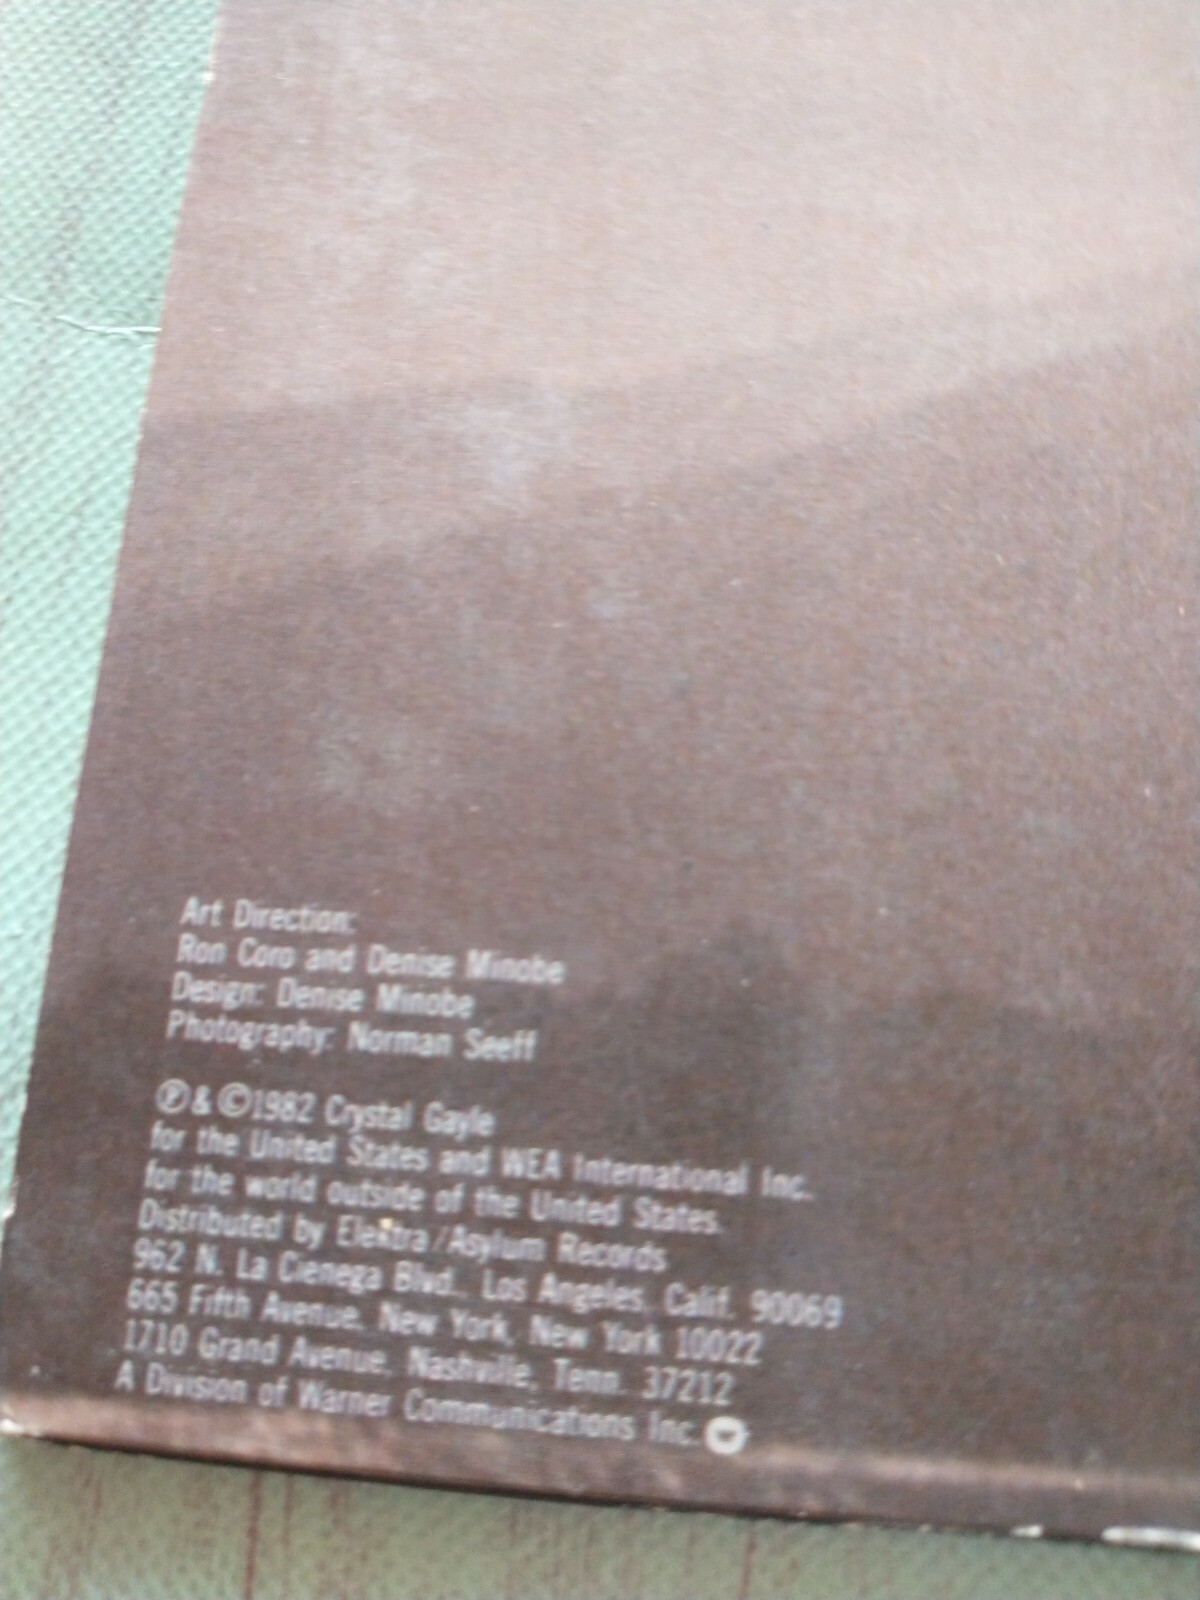 Art Direction:
Ron Coro and Denise Minobe
Design: Denise Minobe
Photography: Norman Seeff
℗ & ©1982 Crystal Gayle
for the United States and WEA International Inc.
for the world outside of the United States.
Distributed by Elektra/Asylum Records
962 N. La Cienega Blvd., Los Angeles, Calif. 90069
665 Fifth Avenue, New York, New York 10022
1710 Grand Avenue, Nashville, Tenn. 37212
A Division of Warner Communications Inc.